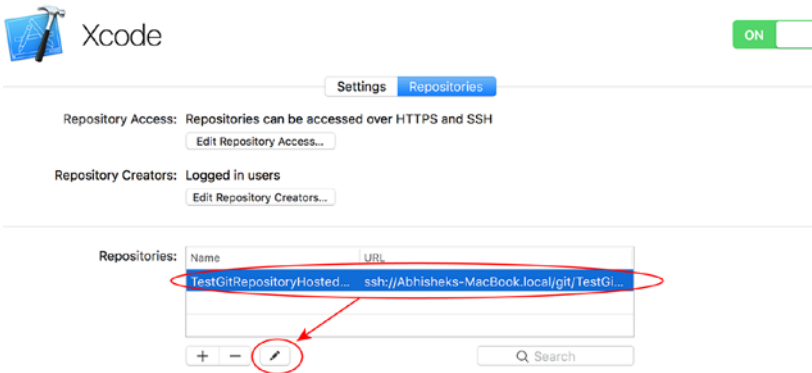 Xcode
ON
Settings Repositories
Repository Access: Repositories can be accessed over HTTPS and SSH
Edit Repository Access...
Repository Creators: Logged in users
Edit Repository Creators...
Repositories: Name URL
TestGitRepositoryHosted... ssh://Abhisheks-MacBook.local/git/TestGi...
+ −
Search